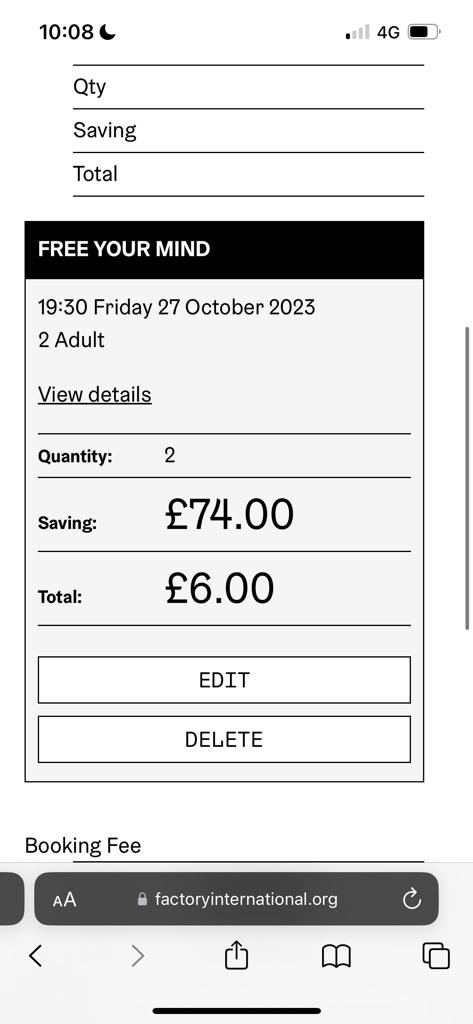 10:08
4G
Qty
Saving
Total
FREE YOUR MIND
19:30 Friday 27 October 2023
2 Adult
View details
Quantity: 2
Saving: £74.00
Total: £6.00
EDIT
DELETE
Booking Fee
AA factoryinternational.org